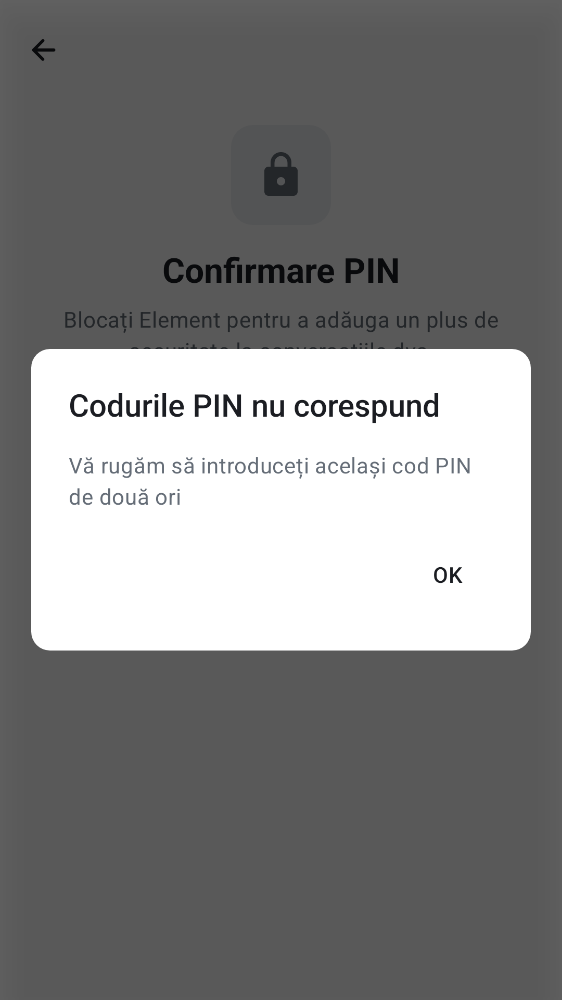 Confirmare PIN
Blocați Element pentru a adăuga un plus de
Codurile PIN nu corespund
Vă rugăm să introduceți același cod PIN
de două ori
OK